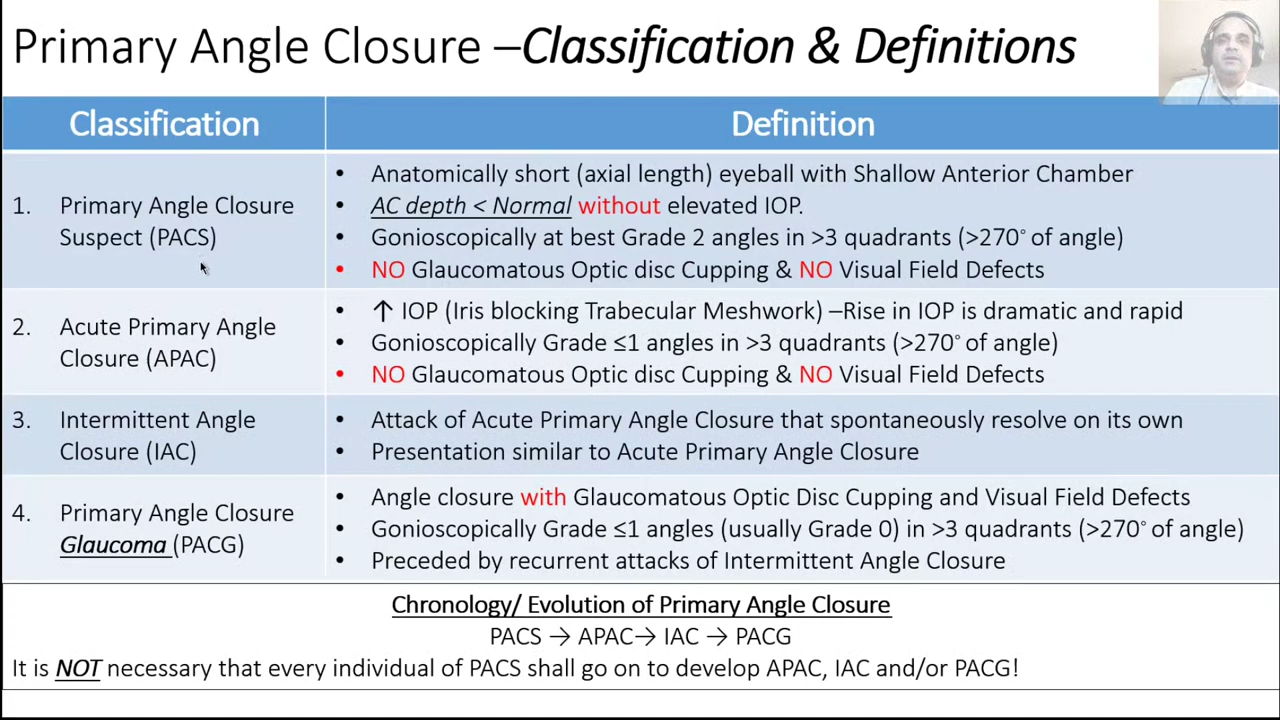 Primary Angle Closure –Classification & Definitions
Classification
Definition
1. Primary Angle Closure
Suspect (PACS)
• Anatomically short (axial length) eyeball with Shallow Anterior Chamber
• AC depth < Normal without elevated IOP.
• Gonioscopically at best Grade 2 angles in >3 quadrants (>270° of angle)
• NO Glaucomatous Optic disc Cupping & NO Visual Field Defects
2. Acute Primary Angle
Closure (APAC)
• ↑ IOP (Iris blocking Trabecular Meshwork) –Rise in IOP is dramatic and rapid
• Gonioscopically Grade ≤1 angles in >3 quadrants (>270° of angle)
• NO Glaucomatous Optic disc Cupping & NO Visual Field Defects
3. Intermittent Angle
Closure (IAC)
• Attack of Acute Primary Angle Closure that spontaneously resolve on its own
• Presentation similar to Acute Primary Angle Closure
4. Primary Angle Closure
Glaucoma (PACG)
• Angle closure with Glaucomatous Optic Disc Cupping and Visual Field Defects
• Gonioscopically Grade ≤1 angles (usually Grade 0) in >3 quadrants (>270° of angle)
• Preceded by recurrent attacks of Intermittent Angle Closure
Chronology/ Evolution of Primary Angle Closure
PACS → APAC→ IAC → PACG
It is NOT necessary that every individual of PACS shall go on to develop APAC, IAC and/or PACG!